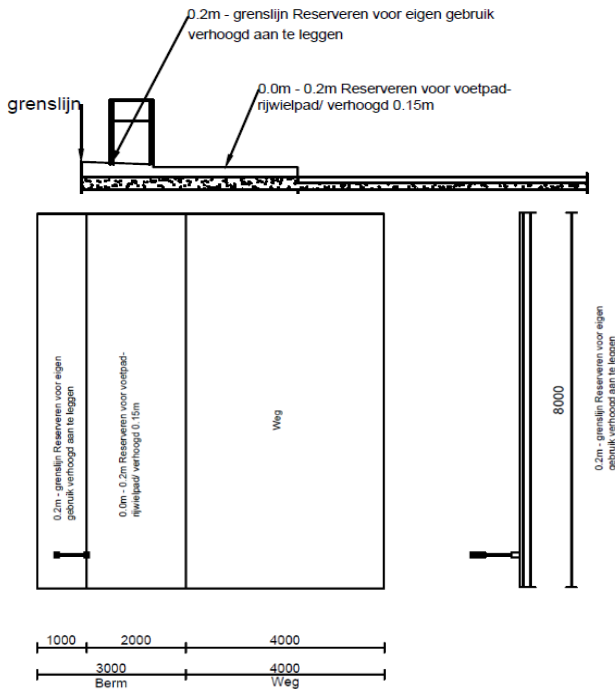 0.2m - grenslijn Reserveren voor eigen gebruik
verhoogd aan te leggen
0.0m - 0.2m Reserveren voor voetpad-
rijwielpad/ verhoogd 0.15m
grenslijn
0.2m - grenslijn Reserveren voor eigen
gebruik verhoogd aan te leggen
0.0m - 0.2m Reserveren voor voetpad-
rijwielpad/ verhoogd 0.15m
Weg
8000
0.2m - grenslijn Reserveren voor eigen
gebruik verhoogd aan te leggen
1000 2000 4000
3000 4000
Berm Weg